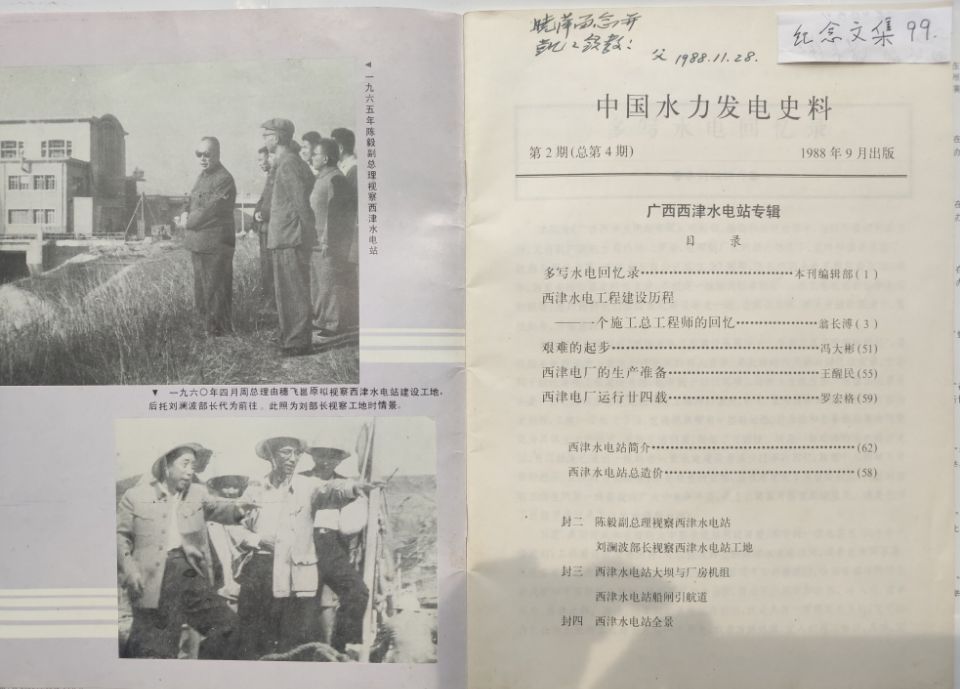 一九六五年陈毅副总理视察西津水电站
▼ 一九六〇年四月周总理由穗飞邕原拟视察西津水电站建设工地，
后托刘澜波部长代为前往，此照为刘部长视察工地时情景。
父 1988.11.28.
纪念文集 99.
中国水力发电史料
第2期(总第4期) 1988年9月出版
广西西津水电站专辑
目 录
多写水电回忆录……………………………本刊编辑部(1)
西津水电工程建设历程
——一个施工总工程师的回忆………………翁长溥(3)
艰难的起步……………………………………冯大彬(51)
西津电厂的生产准备…………………………王醒民(55)
西津电厂运行廿四载…………………………罗宏格(59)
西津水电站简介…………………………………(62)
西津水电站总造价………………………………(58)
封二 陈毅副总理视察西津水电站
刘澜波部长视察西津水电站工地
封三 西津水电站大坝与厂房机组
西津水电站船闸引航道
封四 西津水电站全景